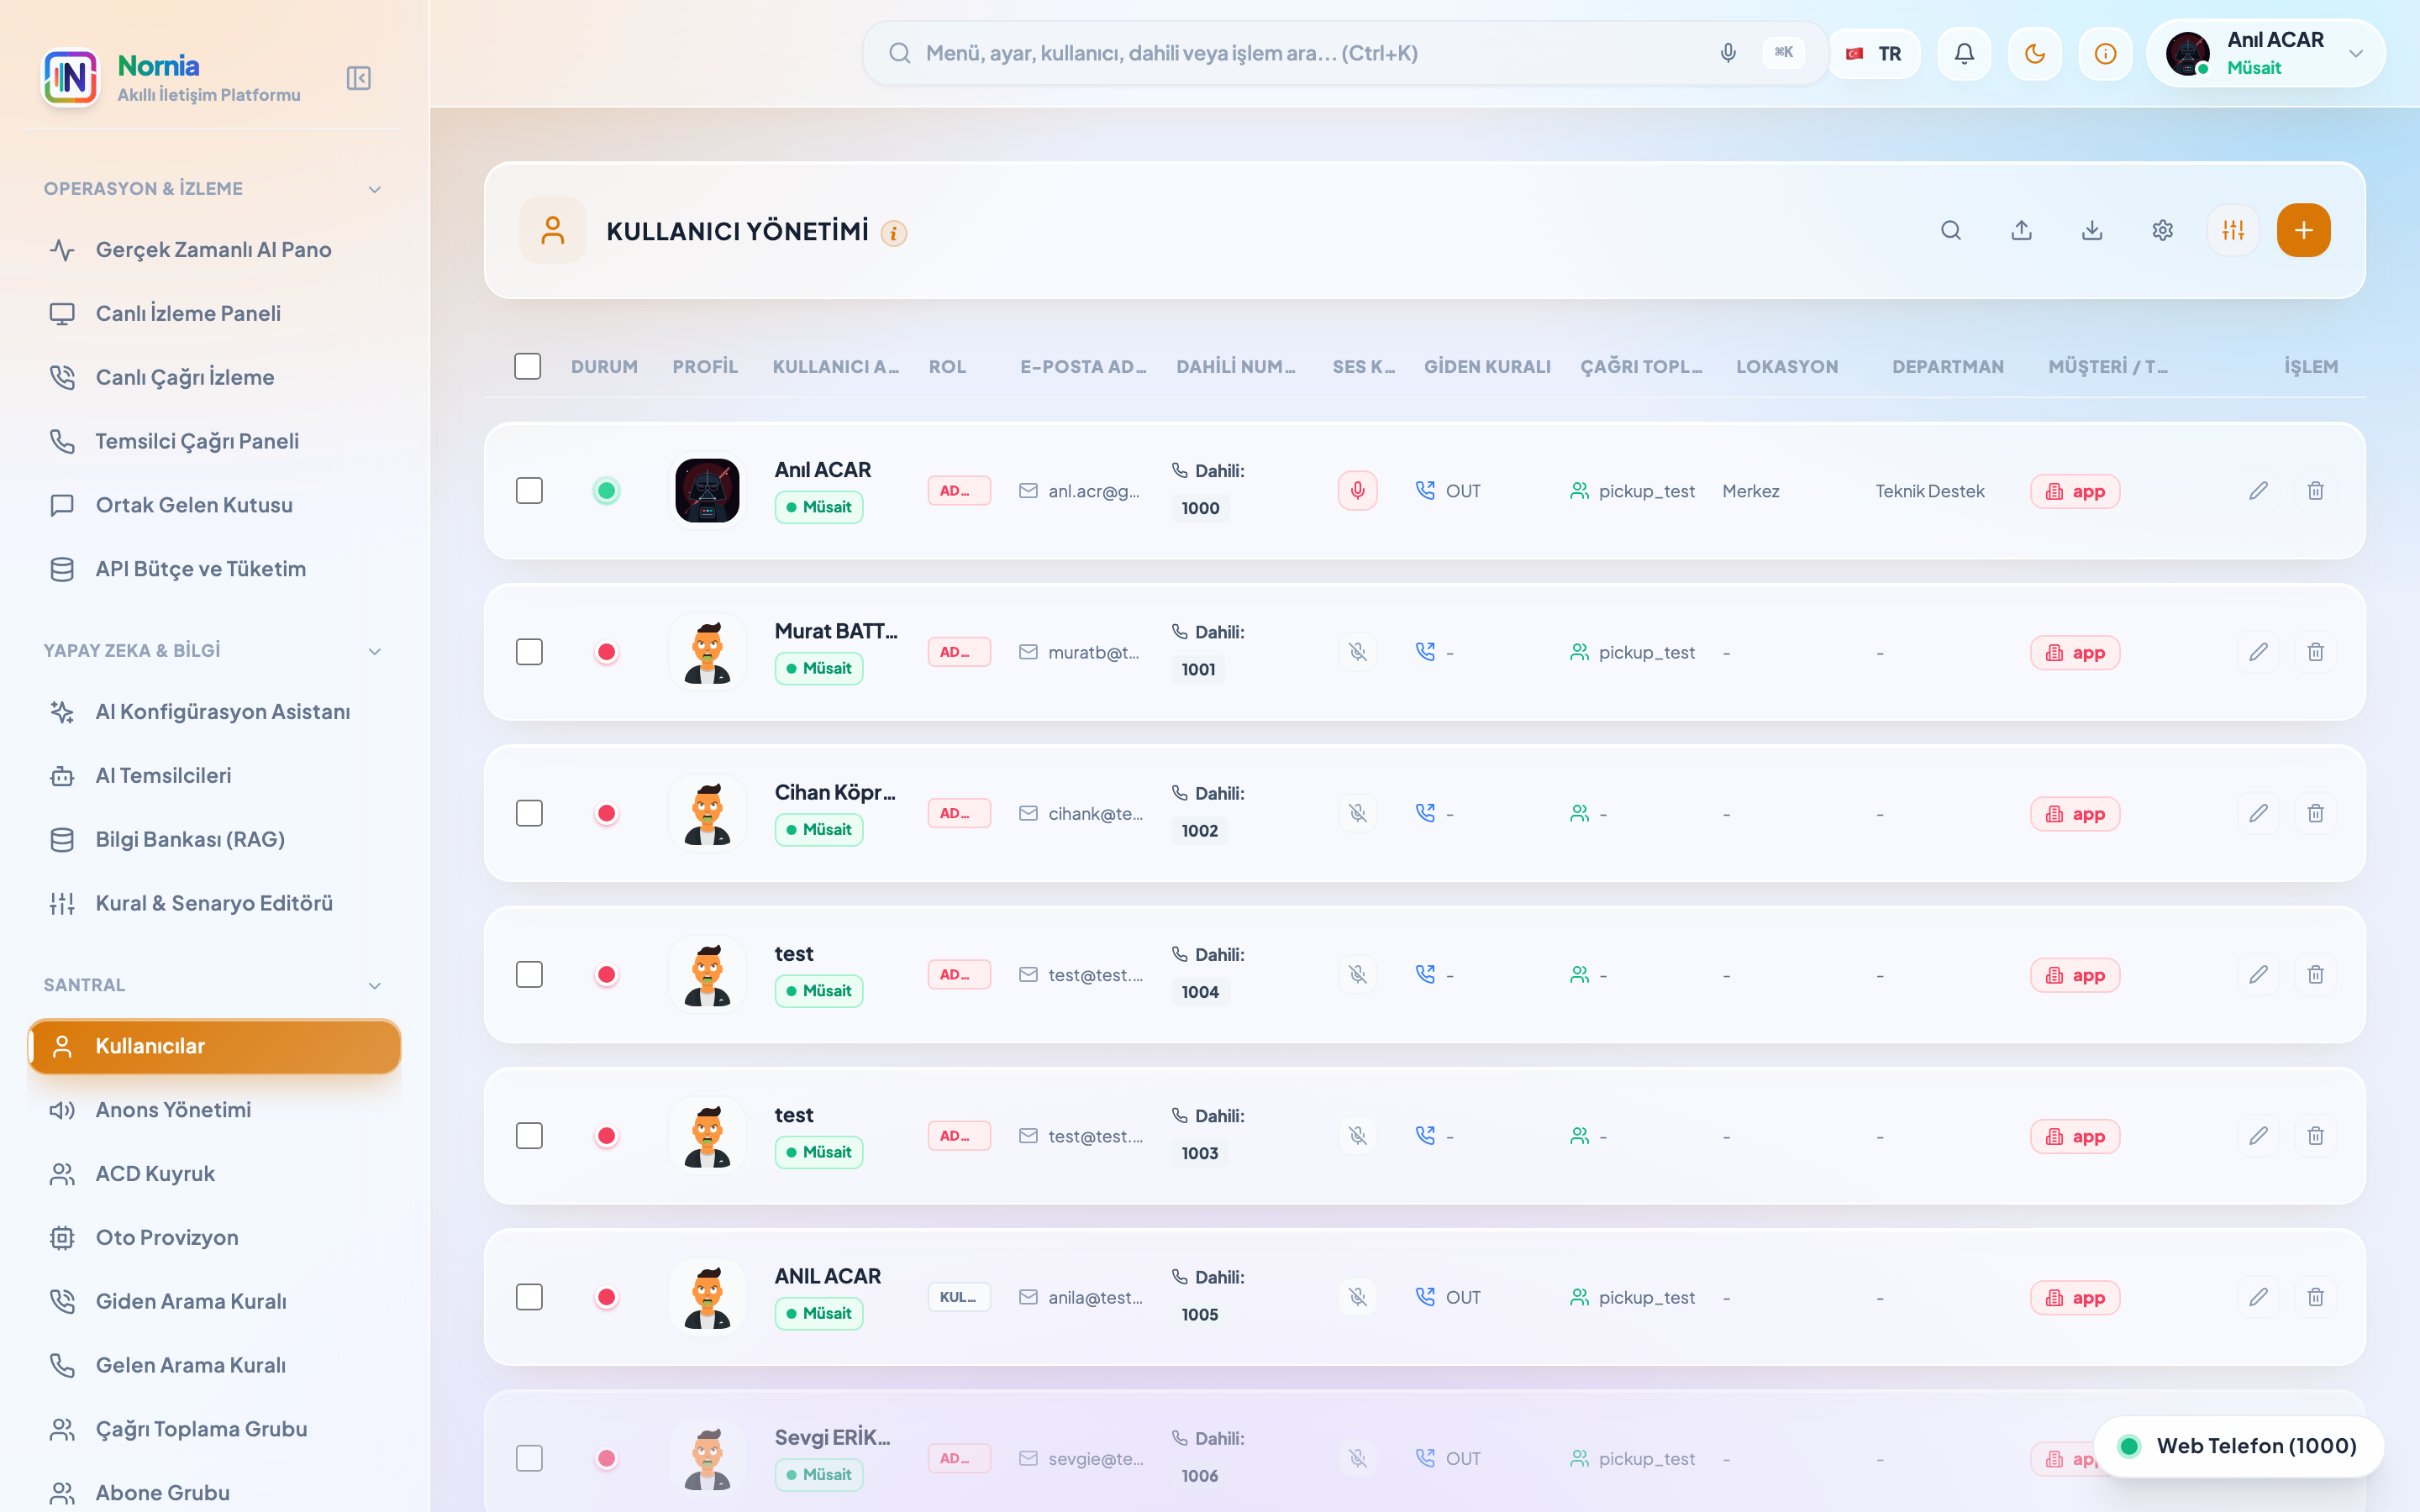 Nornia
Akıllı İletişim Platformu
Menü, ayar, kullanıcı, dahili veya işlem ara... (Ctrl+K)
⌘K
TR
Anıl ACAR
Müsait
OPERASYON & İZLEME
Gerçek Zamanlı AI Pano
Canlı İzleme Paneli
Canlı Çağrı İzleme
Temsilci Çağrı Paneli
Ortak Gelen Kutusu
API Bütçe ve Tüketim
YAPAY ZEKA & BİLGİ
AI Konfigürasyon Asistanı
AI Temsilcileri
Bilgi Bankası (RAG)
Kural & Senaryo Editörü
SANTRAL
Kullanıcılar
Anons Yönetimi
ACD Kuyruk
Oto Provizyon
Giden Arama Kuralı
Gelen Arama Kuralı
Çağrı Toplama Grubu
Abone Grubu
KULLANICI YÖNETİMİ
DURUM PROFİL KULLANICI A... ROL E-POSTA AD... DAHİLİ NUM... SES K... GİDEN KURALI ÇAĞRI TOPL... LOKASYON DEPARTMAN MÜŞTERİ / T... İŞLEM
Anıl ACAR
Müsait
AD...
anl.acr@g...
Dahili:
1000
OUT
pickup_test
Merkez
Teknik Destek
app
Murat BATT...
Müsait
AD...
muratb@t...
Dahili:
1001
-
pickup_test
-
-
app
Cihan Köpr...
Müsait
AD...
cihank@te...
Dahili:
1002
-
-
-
-
app
test
Müsait
AD...
test@test....
Dahili:
1004
-
-
-
-
app
test
Müsait
AD...
test@test....
Dahili:
1003
-
-
-
-
app
ANIL ACAR
Müsait
KUL...
anila@test...
Dahili:
1005
OUT
pickup_test
-
-
app
Sevgi ERİK...
Müsait
AD...
sevgie@te...
Dahili:
1006
OUT
pickup_test
-
-
app
Web Telefon (1000)